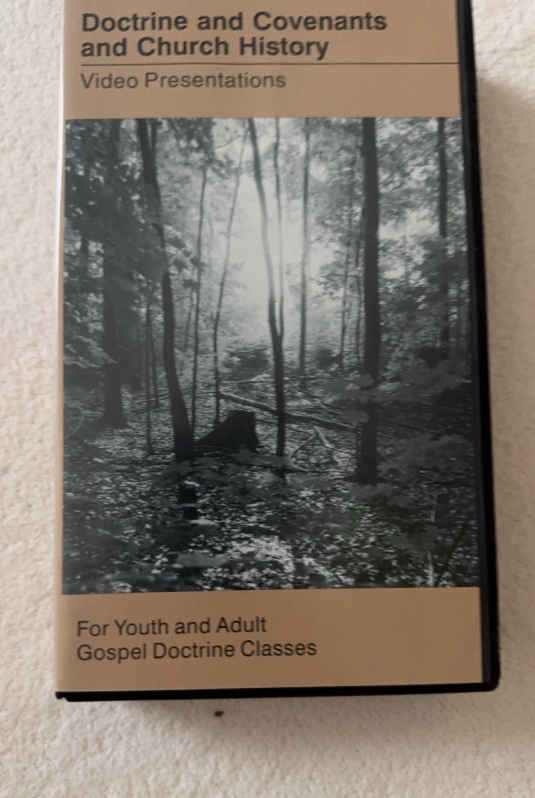 Doctrine and Covenants
and Church History
Video Presentations
For Youth and Adult
Gospel Doctrine Classes